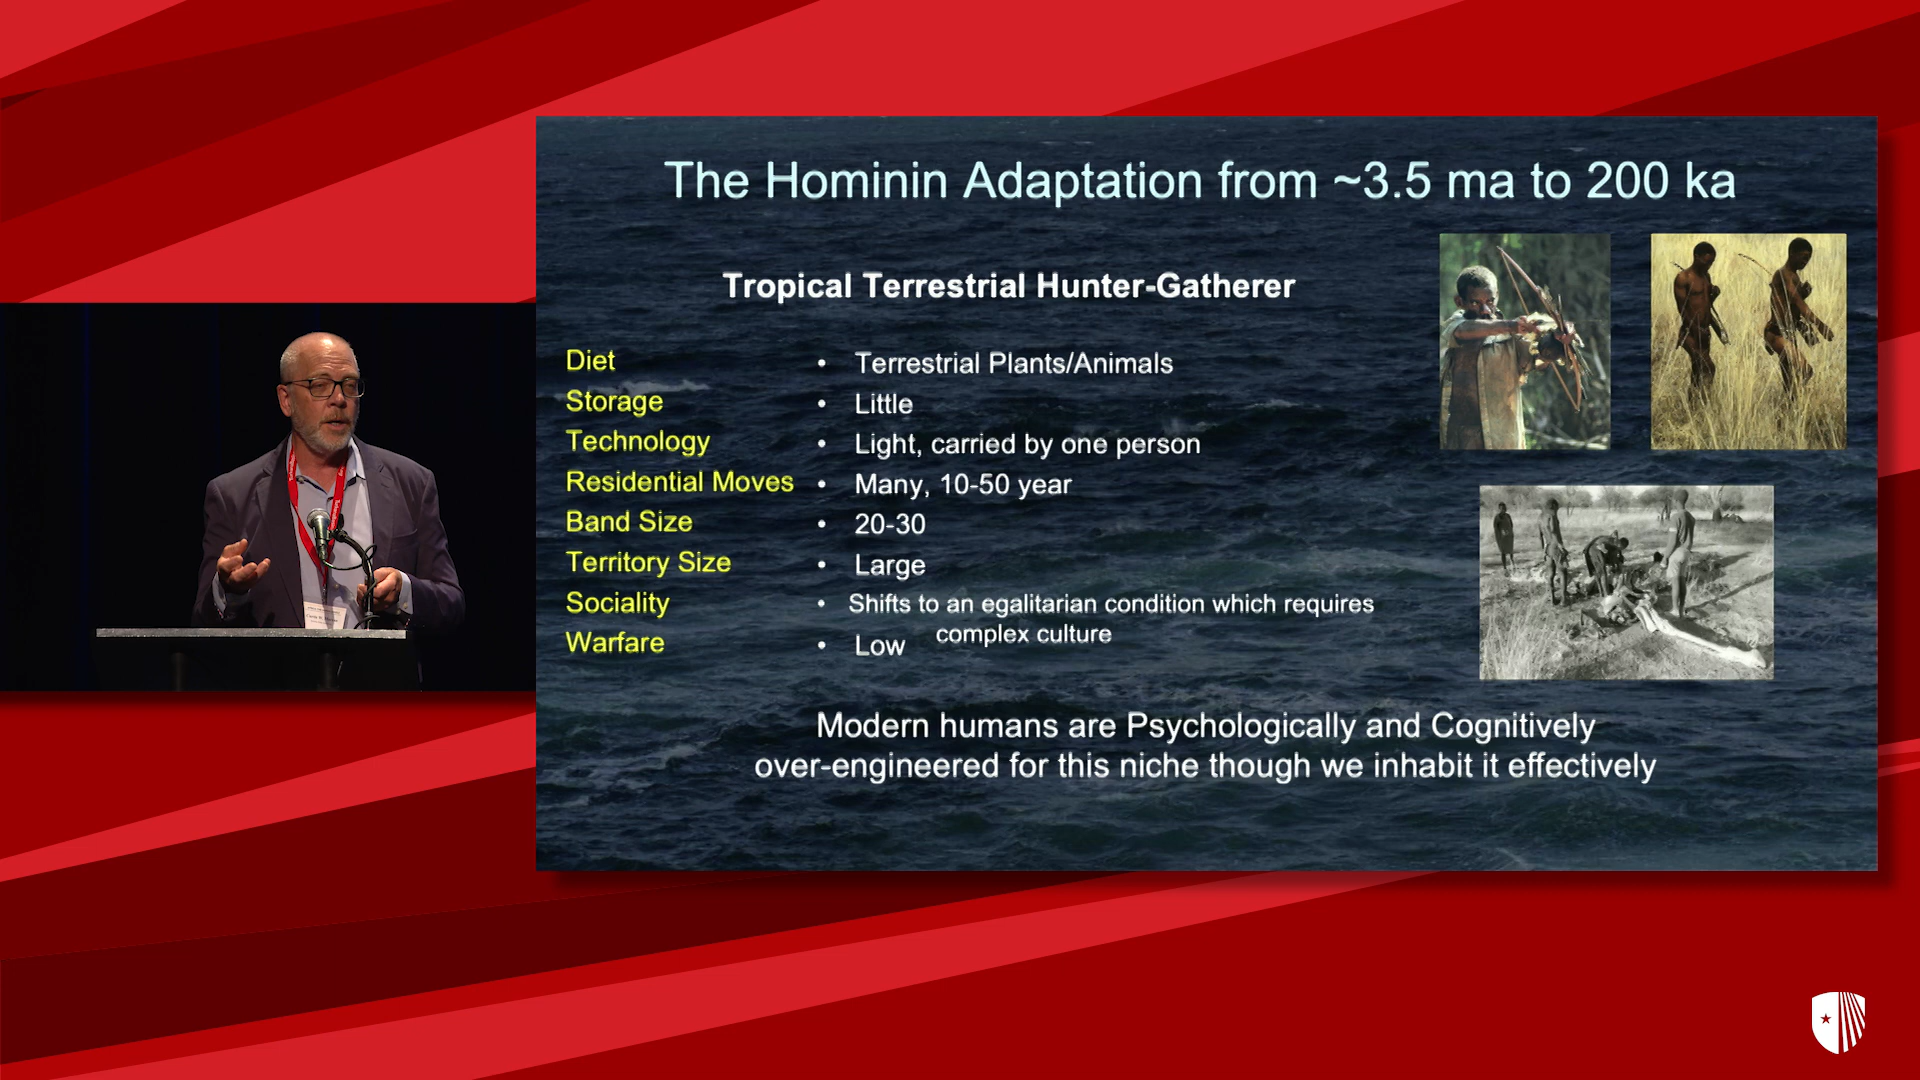 The Hominin Adaptation from ~3.5 ma to 200 ka
Tropical Terrestrial Hunter-Gatherer
Diet • Terrestrial Plants/Animals
Storage • Little
Technology • Light, carried by one person
Residential Moves • Many, 10-50 year
Band Size • 20-30
Territory Size • Large
Sociality • Shifts to an egalitarian condition which requires
complex culture
Warfare • Low
Modern humans are Psychologically and Cognitively
over-engineered for this niche though we inhabit it effectively